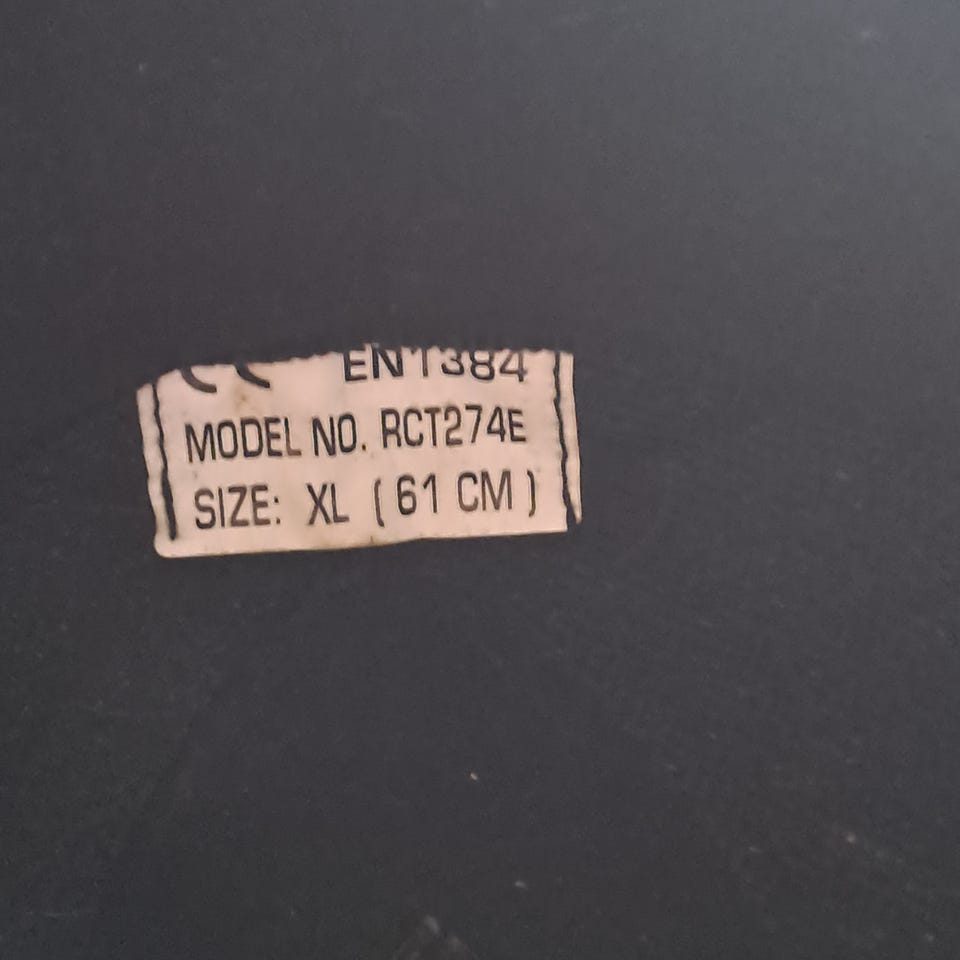 CE EN1384
MODEL NO. RCT274E
SIZE: XL ( 61 CM )